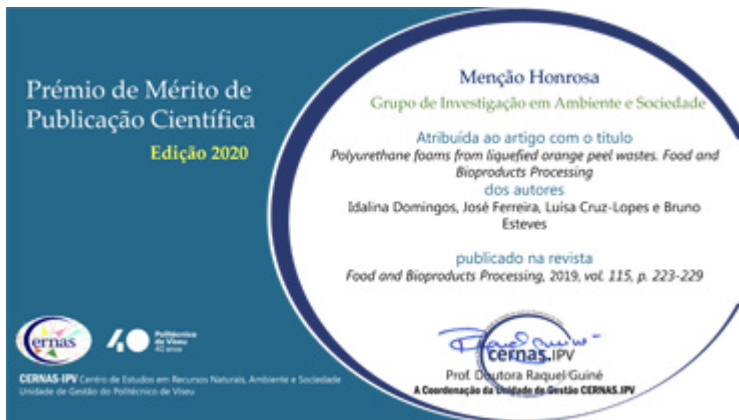 Prémio de Mérito de
Publicação Científica
Edição 2020
Menção Honrosa
Grupo de Investigação em Ambiente e Sociedade
Atribuída ao artigo com o título
Polyurethane foams from liquefied orange peel wastes. Food and
Bioproducts Processing
dos autores
Idalina Domingos, José Ferreira, Luísa Cruz-Lopes e Bruno
Esteves
publicado na revista
Food and Bioproducts Processing, 2019, vol. 115, p. 223-229
cernas
40
Politécnico
de Viseu
40 anos
CERNAS-IPV Centro de Estudos em Recursos Naturais, Ambiente e Sociedade
Unidade de Gestão do Politécnico de Viseu
cernas.IPV
Prof. Doutora Raquel Guiné
A Coordenação da Unidade de Gestão CERNAS.IPV